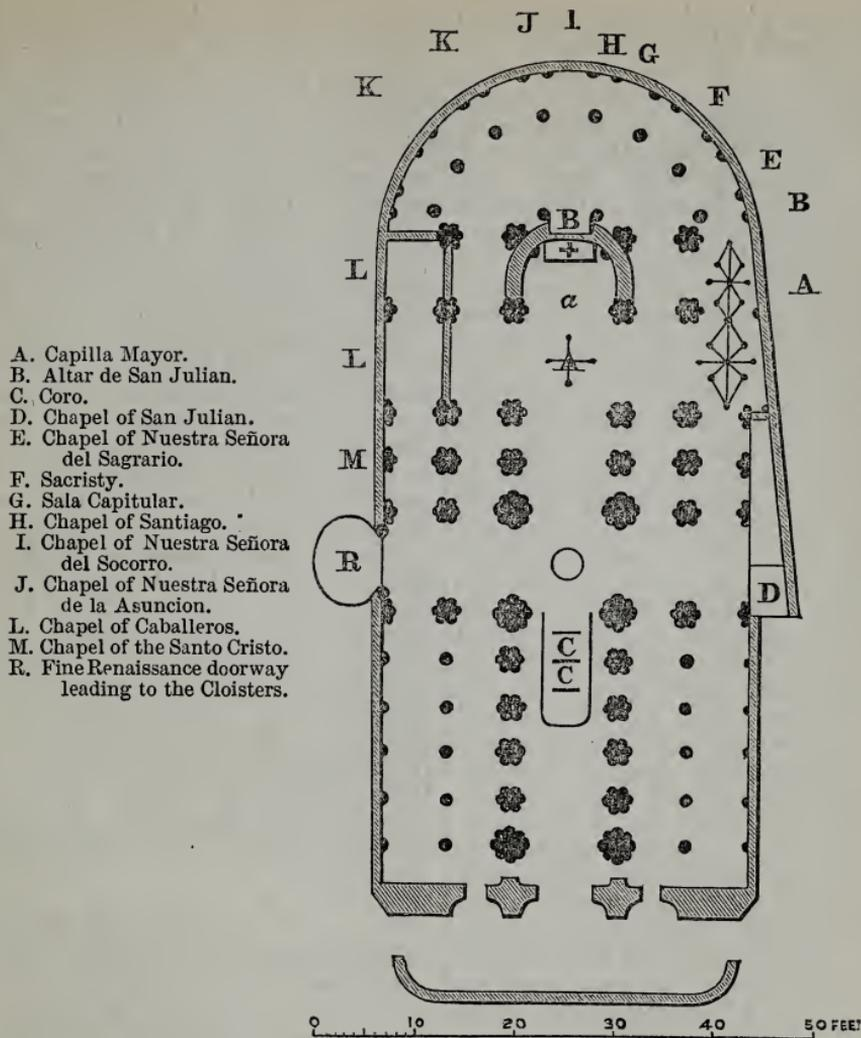 J I
K H G
K F
E
B B
L A
a
L A
A. Capilla Mayor.
B. Altar de San Julian.
C. Coro.
D. Chapel of San Julian.
E. Chapel of Nuestra Señora
del Sagrario.
F. Sacristy.
G. Sala Capitular.
H. Chapel of Santiago.
I. Chapel of Nuestra Señora
del Socorro.
J. Chapel of Nuestra Señora
de la Asuncion.
L. Chapel of Caballeros.
M. Chapel of the Santo Cristo.
R. Fine Renaissance doorway
leading to the Cloisters.
M
R
D
C
C
0 10 20 30 40 50 FEET